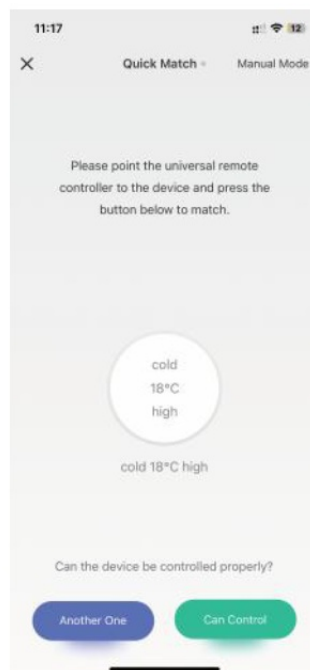 11:17
12
Quick Match
Manual Mode
Please point the universal remote
controller to the device and press the
button below to match.
cold
18°C
high
cold 18°C high
Can the device be controlled properly?
Another One
Can Control